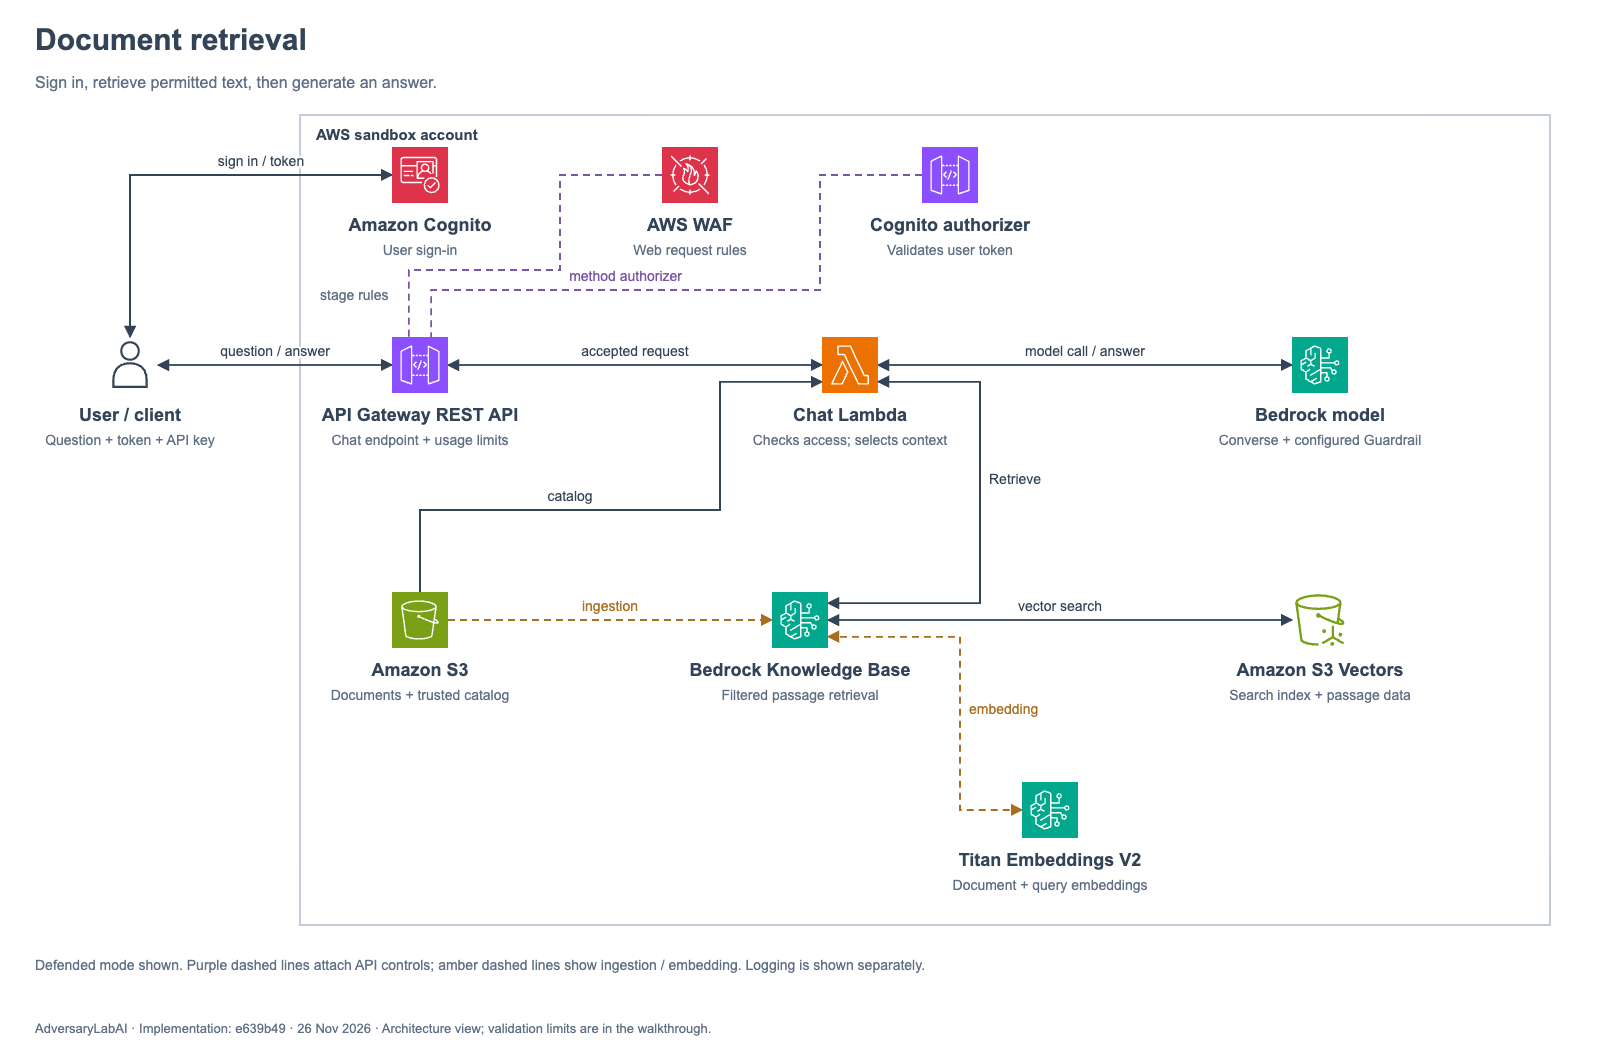 Document retrieval
Sign in, retrieve permitted text, then generate an answer.
AWS sandbox account
sign in / token
Amazon Cognito
User sign-in
AWS WAF
Web request rules
Cognito authorizer
Validates user token
method authorizer
stage rules
question / answer
accepted request
model call / answer
User / client
Question + token + API key
API Gateway REST API
Chat endpoint + usage limits
Chat Lambda
Checks access; selects context
Bedrock model
Converse + configured Guardrail
Retrieve
catalog
ingestion
vector search
Amazon S3
Documents + trusted catalog
Bedrock Knowledge Base
Filtered passage retrieval
Amazon S3 Vectors
Search index + passage data
embedding
Titan Embeddings V2
Document + query embeddings
Defended mode shown. Purple dashed lines attach API controls; amber dashed lines show ingestion / embedding. Logging is shown separately.
AdversaryLabAI · Implementation: e639b49 · 26 Nov 2026 · Architecture view; validation limits are in the walkthrough.